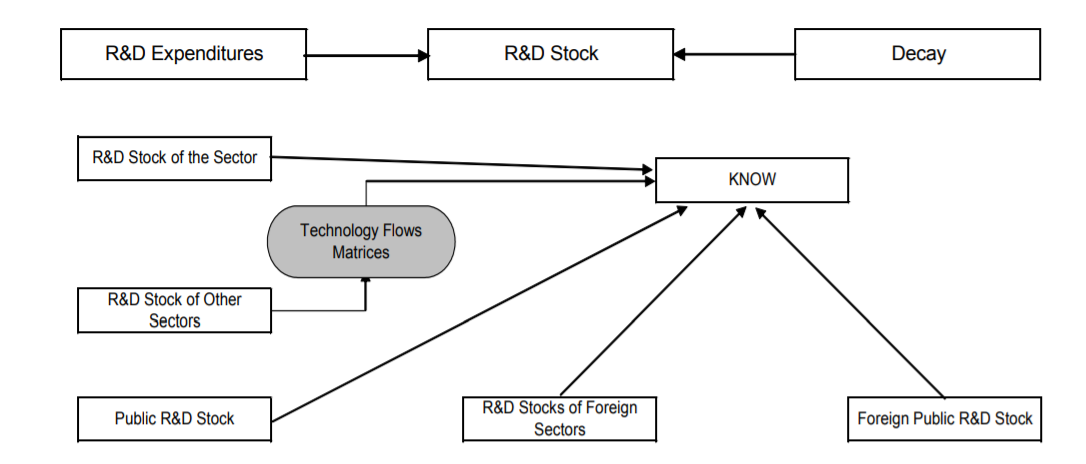 R&D Expenditures
R&D Stock
Decay
R&D Stock of the Sector
KNOW
Technology Flows
Matrices
R&D Stock of Other
Sectors
Public R&D Stock
R&D Stocks of Foreign
Sectors
Foreign Public R&D Stock